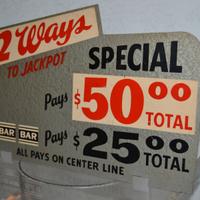 2 Ways
TO JACKPOT
SPECIAL
Pays $50.00 TOTAL
BAR BAR Pays $25.00 TOTAL
ALL PAYS ON CENTER LINE